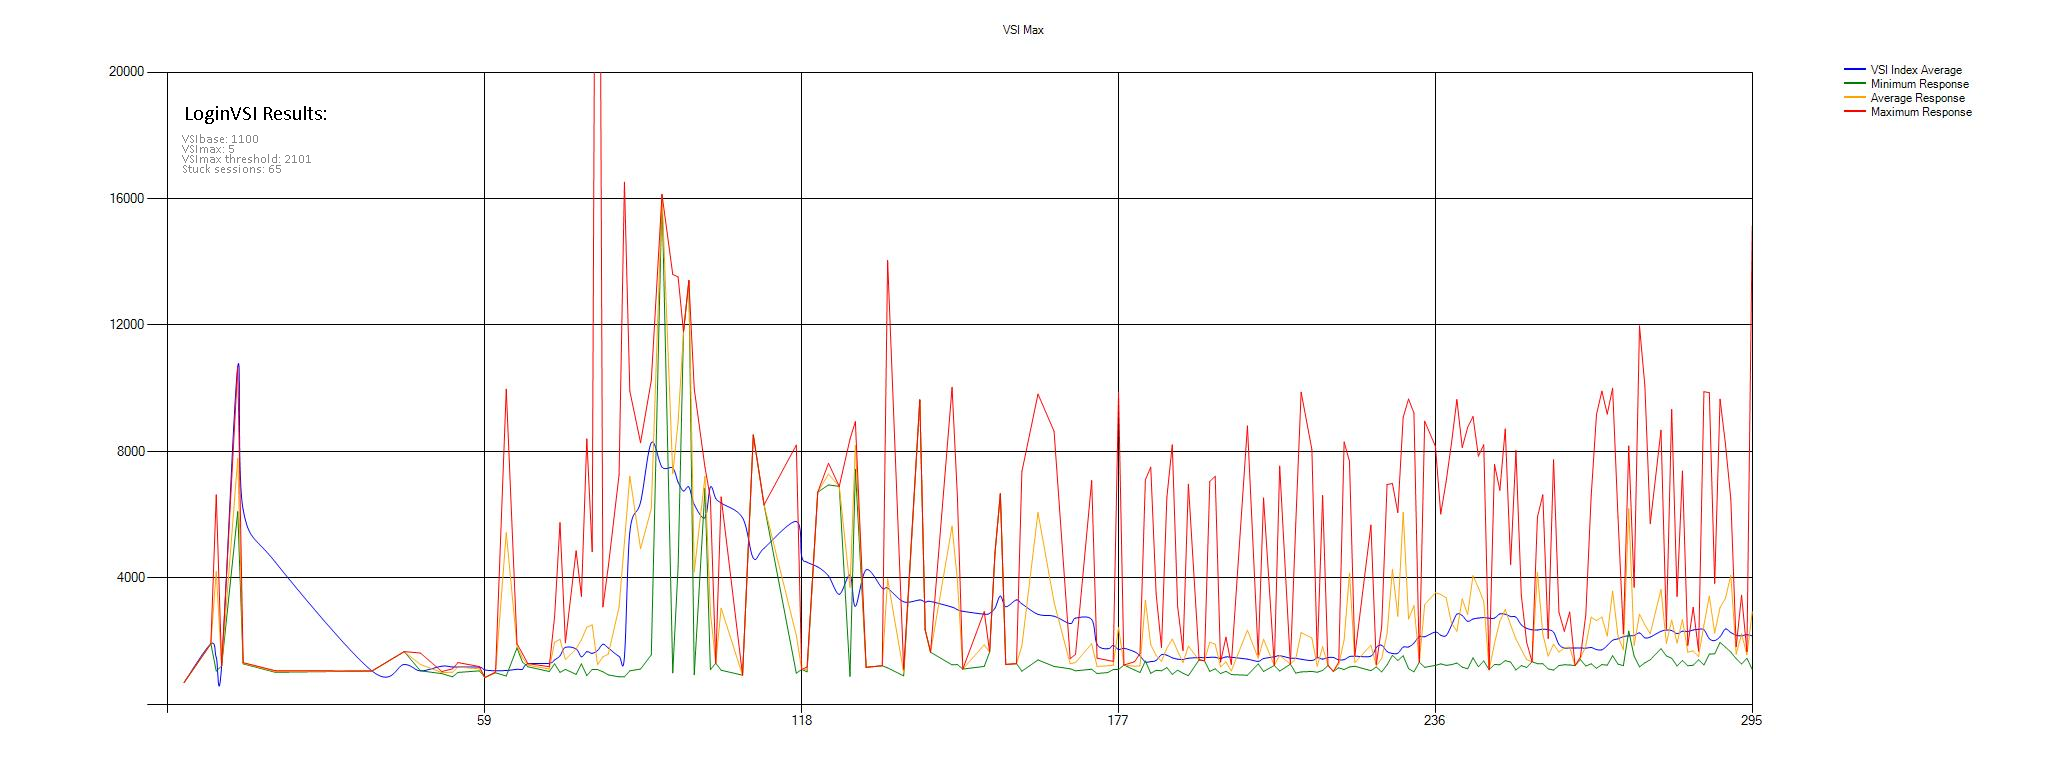 VSI Max
VSI Index Average
Minimum Response
Average Response
Maximum Response
20000
16000
12000
8000
4000
LoginVSI Results:
VSIbase: 1100
VSImax: 5
VSImax threshold: 2101
Stuck sessions: 65
59
118
177
236
295